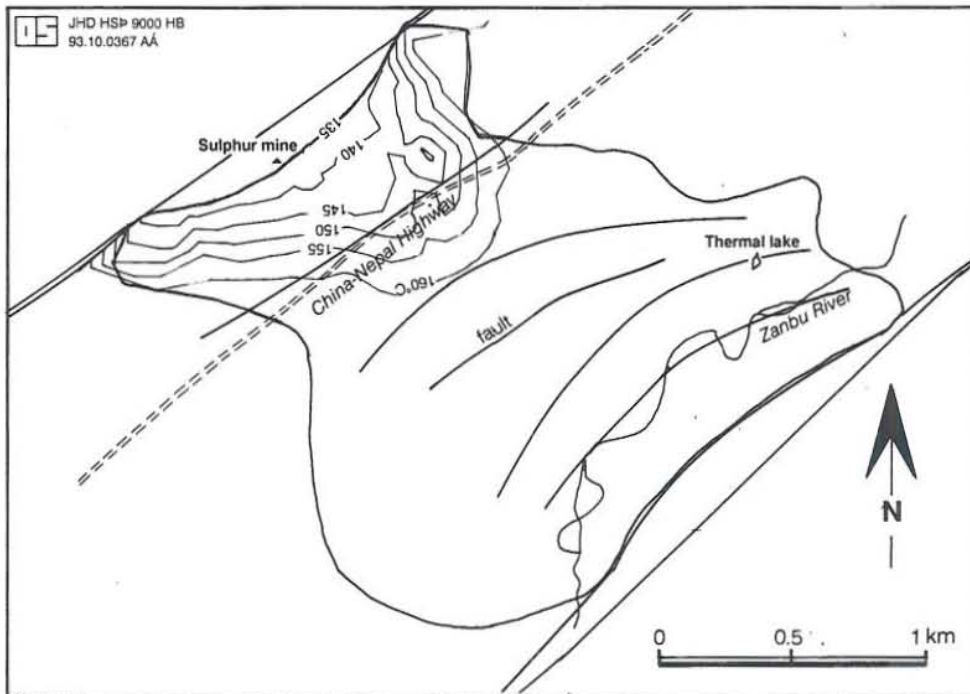 OS JHD HSÞ 9000 HB
93.10.0367 AÁ
Sulphur mine
135
140
145
150
155
160°C
China-Nepal Highway
Thermal lake
fault
Zanbu River
N
0 0.5 1 km